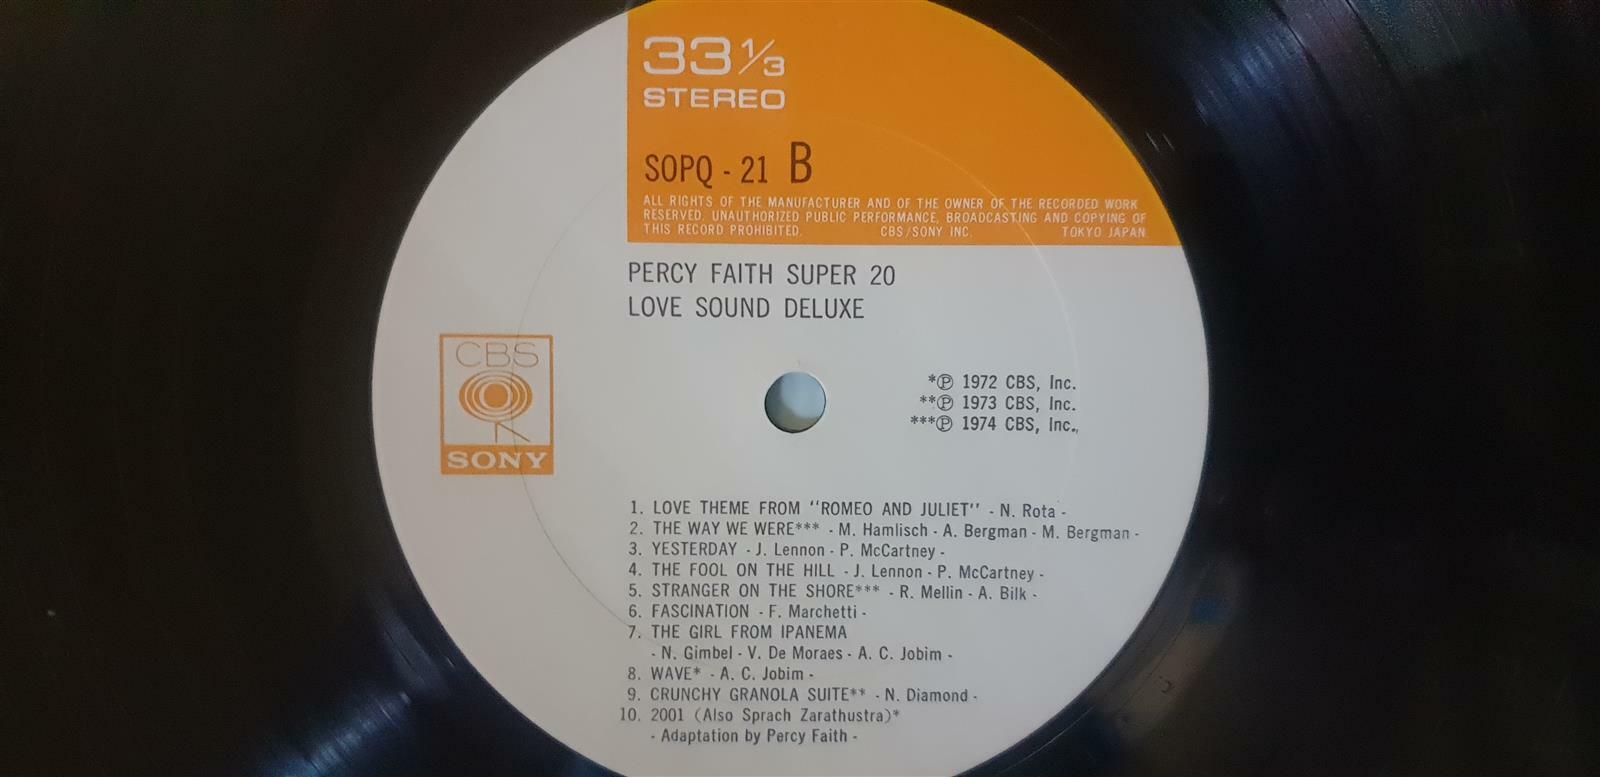 33 1/3
STEREO
SOPQ - 21 B
ALL RIGHTS OF THE MANUFACTURER AND OF THE OWNER OF THE RECORDED WORK
RESERVED. UNAUTHORIZED PUBLIC PERFORMANCE, BROADCASTING AND COPYING OF
THIS RECORD PROHIBITED. CBS/SONY INC. TOKYO JAPAN
PERCY FAITH SUPER 20
LOVE SOUND DELUXE
CBS
SONY
*℗ 1972 CBS, Inc.
**℗ 1973 CBS, Inc.
***℗ 1974 CBS, Inc.,
1. LOVE THEME FROM "ROMEO AND JULIET" - N. Rota -
2. THE WAY WE WERE*** - M. Hamlisch - A. Bergman - M. Bergman -
3. YESTERDAY - J. Lennon - P. McCartney -
4. THE FOOL ON THE HILL - J. Lennon - P. McCartney -
5. STRANGER ON THE SHORE*** - R. Mellin - A. Bilk -
6. FASCINATION - F. Marchetti -
7. THE GIRL FROM IPANEMA
- N. Gimbel - V. De Moraes - A. C. Jobim -
8. WAVE* - A. C. Jobim -
9. CRUNCHY GRANOLA SUITE** - N. Diamond -
10. 2001 (Also Sprach Zarathustra)*
- Adaptation by Percy Faith -